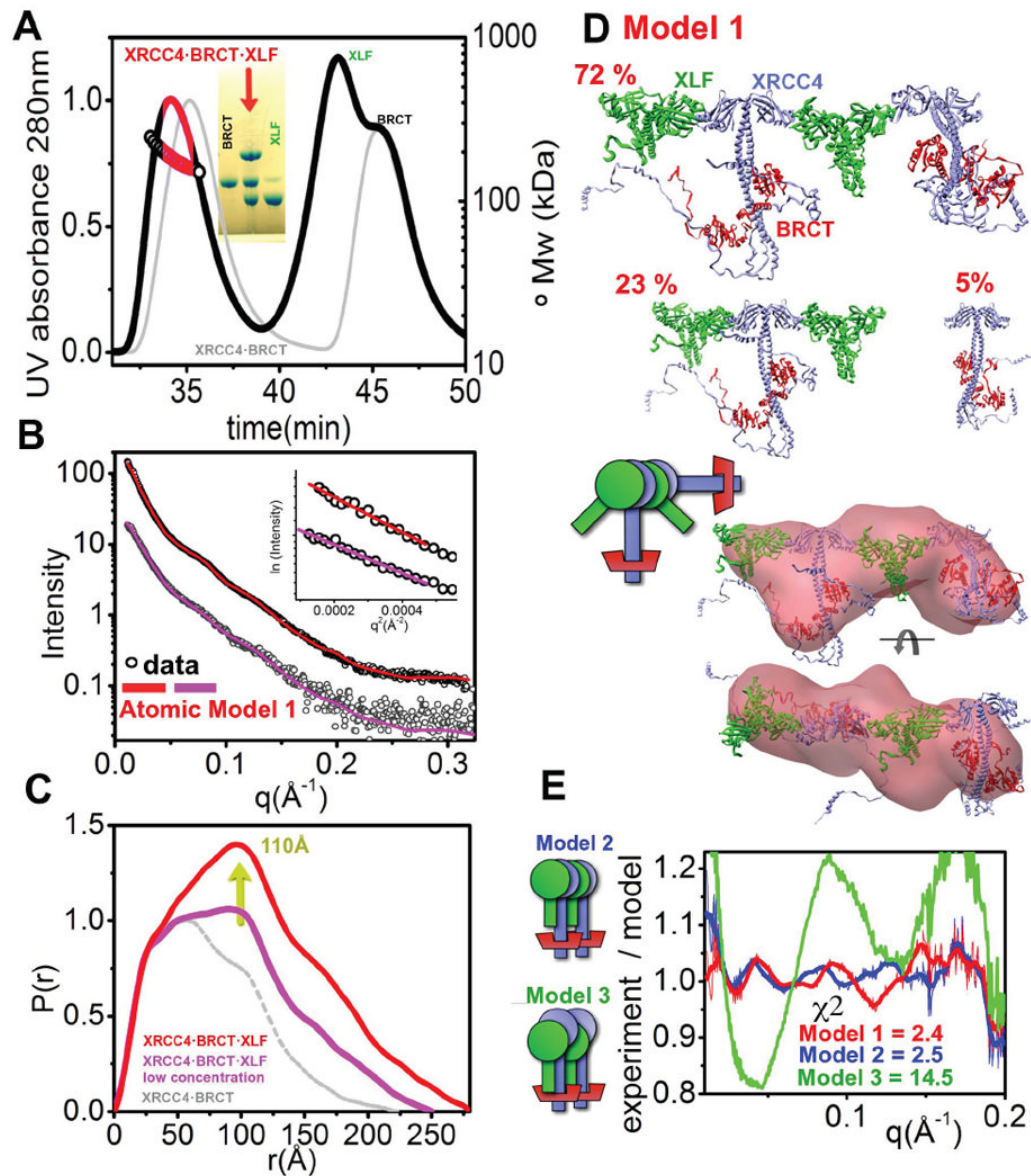 A
XRCC4·BRCT·XLF
XLF
BRCT
BRCT
XLF
XRCC4·BRCT
UV absorbance 280nm
1.0
0.5
0.0
35
40
45
50
time(min)
1000
100
10
○ Mw (kDa)
B
Intensity
100
10
1
0.1
0.0
0.1
0.2
0.3
q(Å⁻¹)
data
Atomic Model 1
ln (Intensity)
0.0002
0.0004
q²(Å⁻²)
C
P(r)
1.5
1.0
0.5
0.0
110Å
XRCC4·BRCT·XLF
XRCC4·BRCT·XLF
low concentration
XRCC4·BRCT
0
50
100
150
200
250
r(Å)
D Model 1
72 %
XLF
XRCC4
BRCT
23 %
5%
E
Model 2
Model 3
experiment / model
1.2
1.1
1.0
0.9
0.8
χ2
Model 1 = 2.4
Model 2 = 2.5
Model 3 = 14.5
0.1
0.2
q(Å⁻¹)